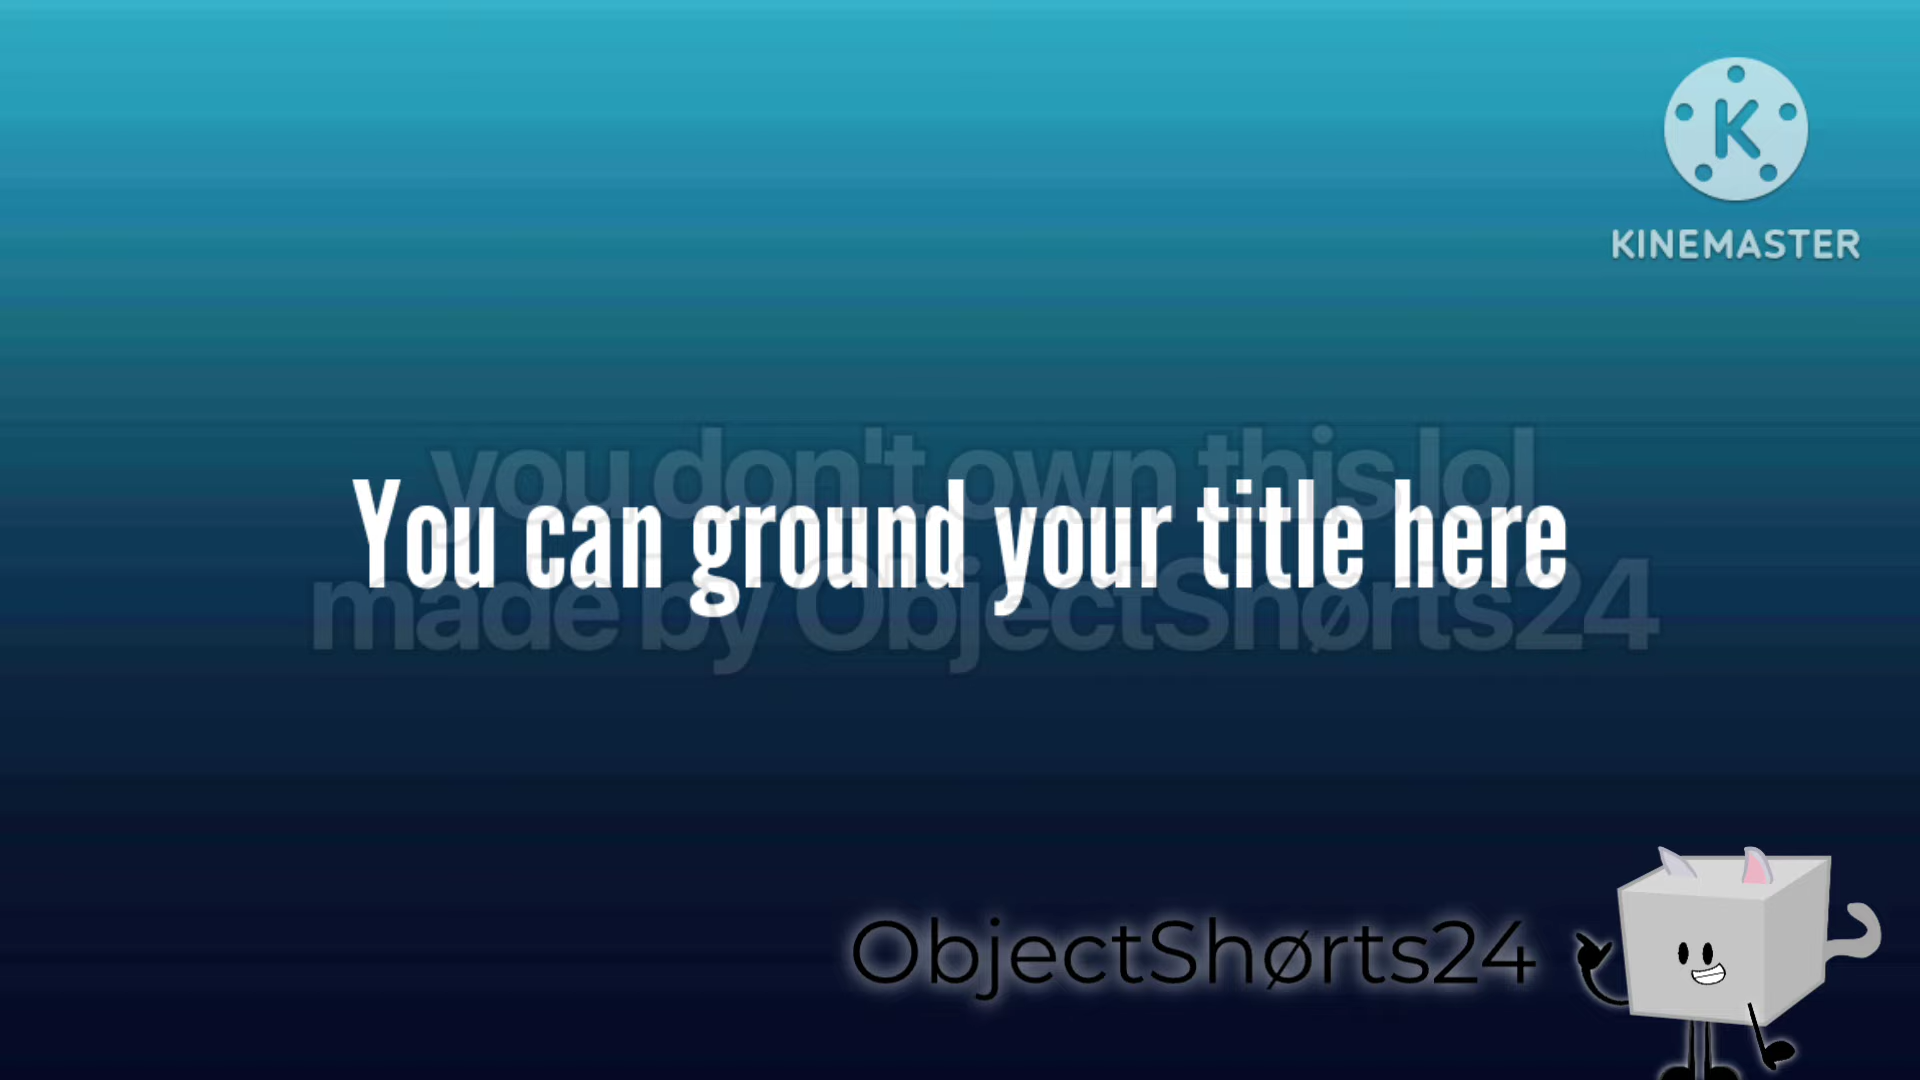 K
KINEMASTER
you don't own this lol
You can ground your title here
made by ObjectShørts24
ObjectShørts24